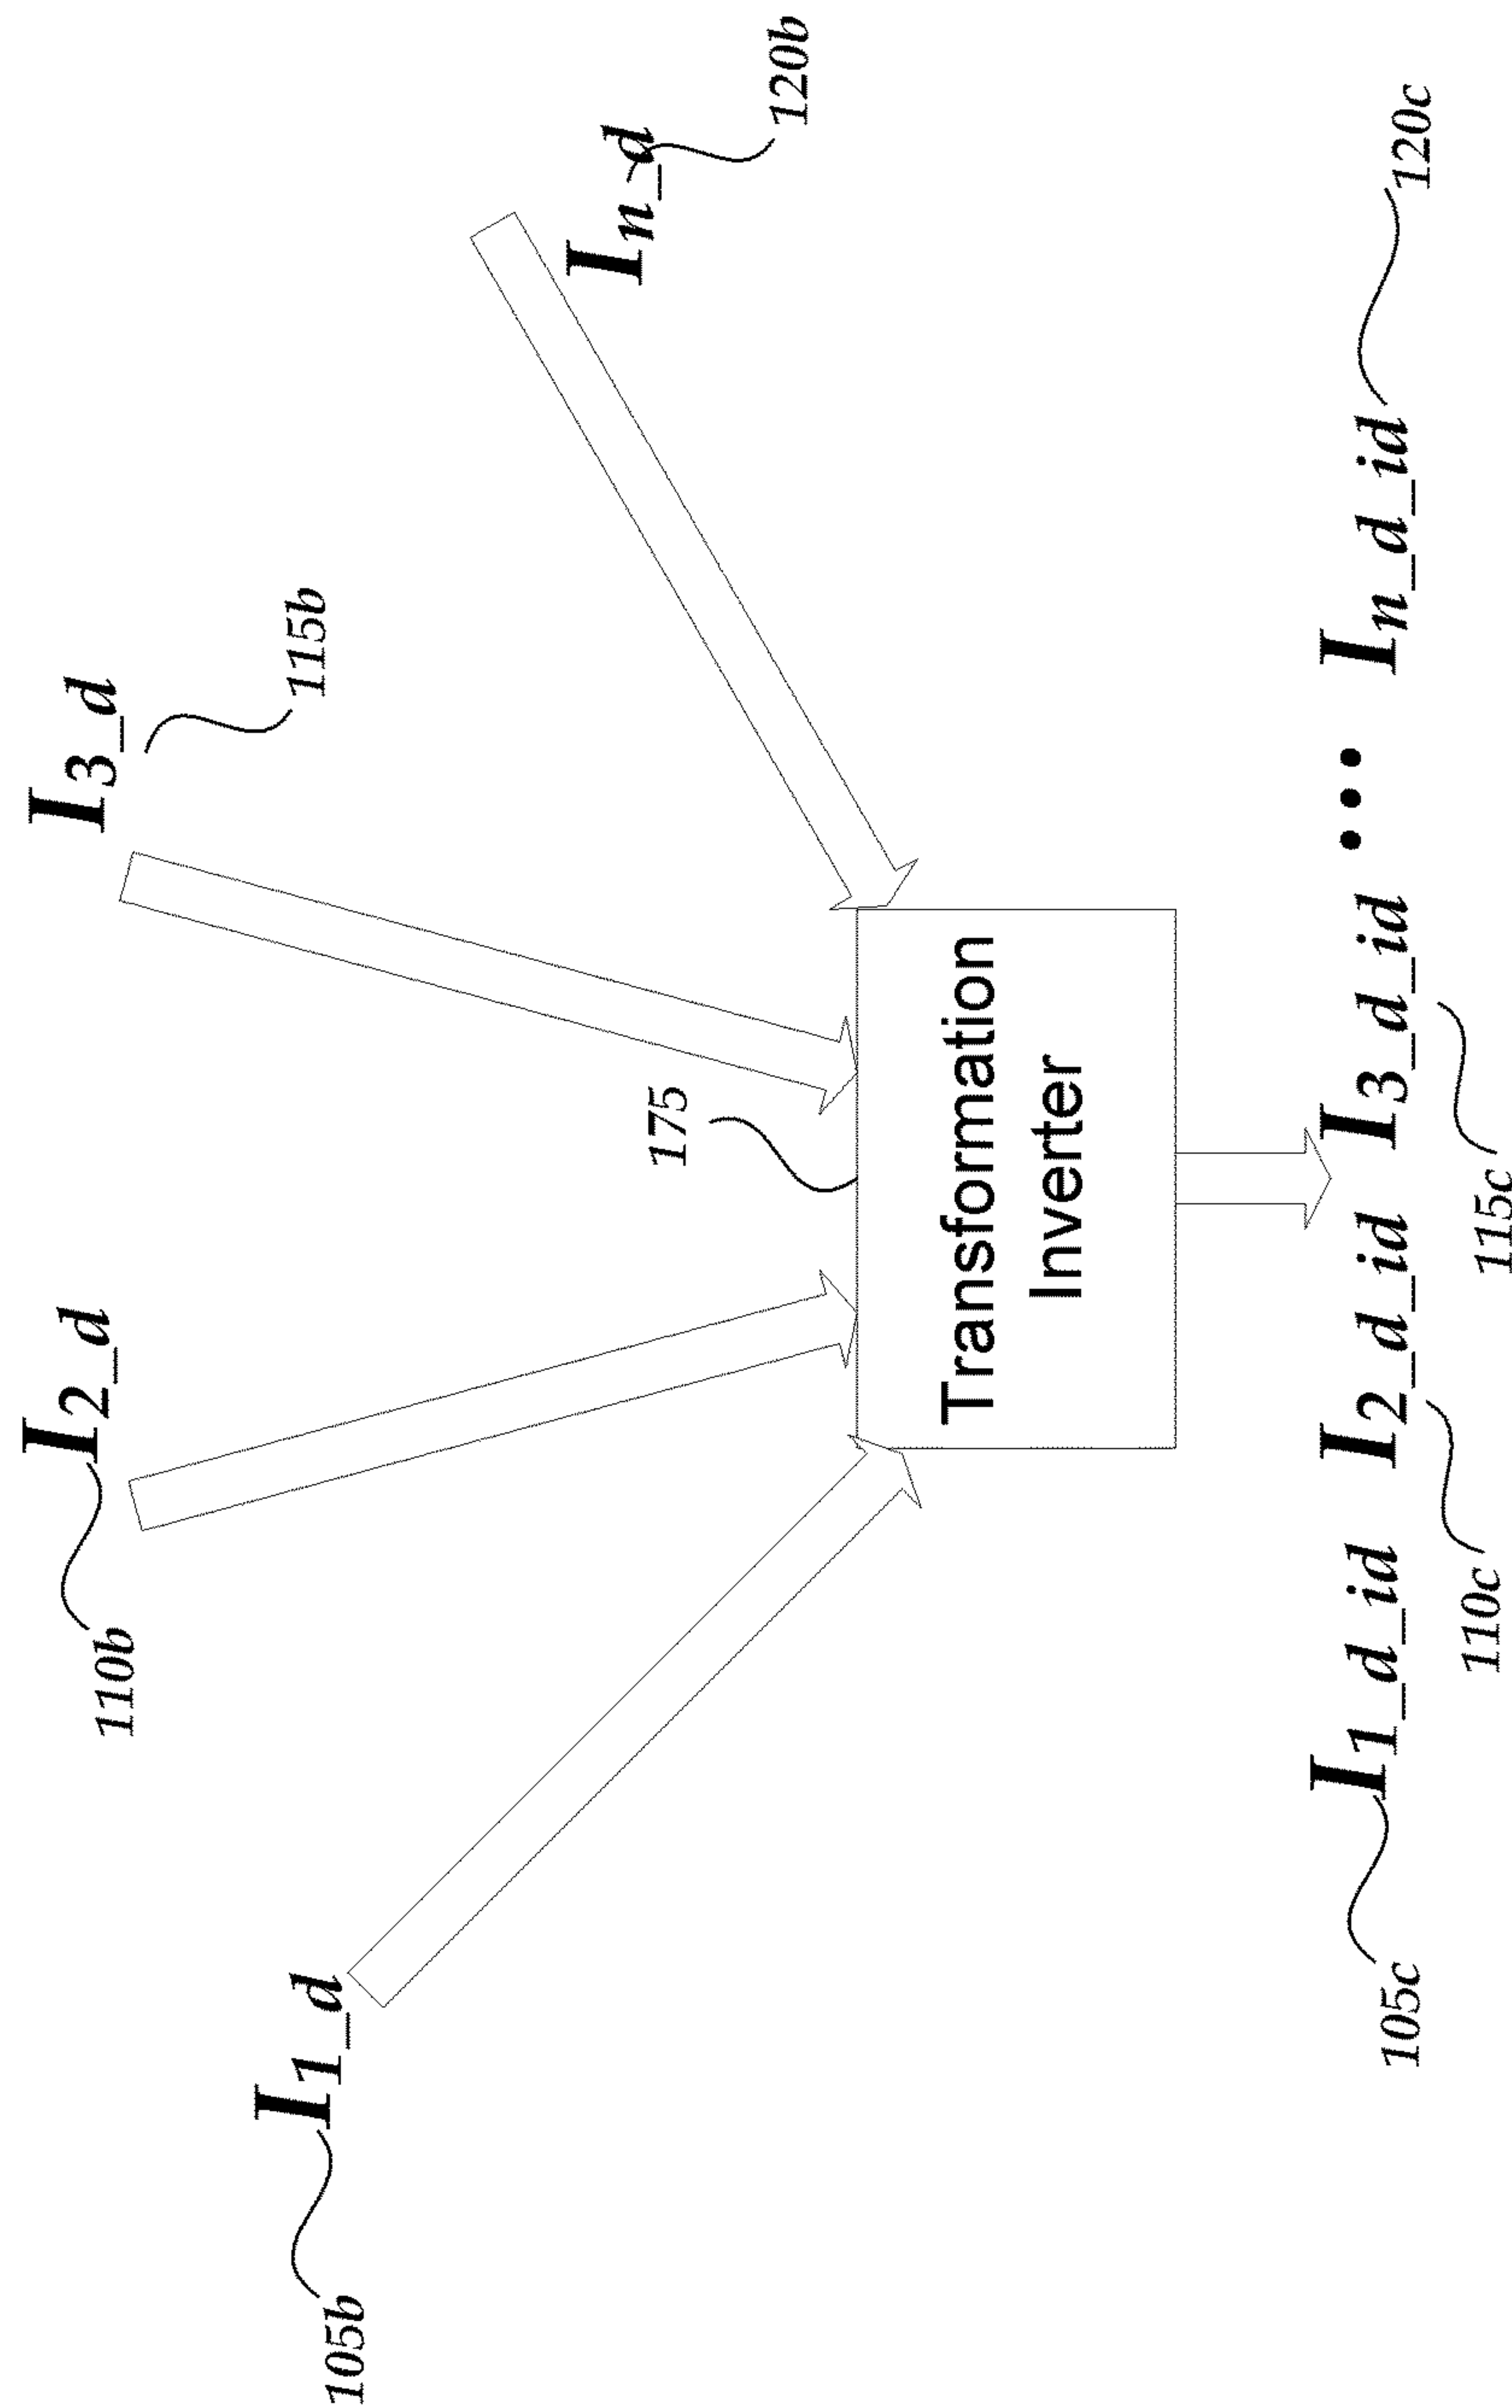 I2_d
I3_d
110b
115b
I1_d
In_d
105b
120b
175
Transformation
Inverter
I1_d_id I2_d_id I3_d_id ... In_d_id
105c
110c
115c
120c